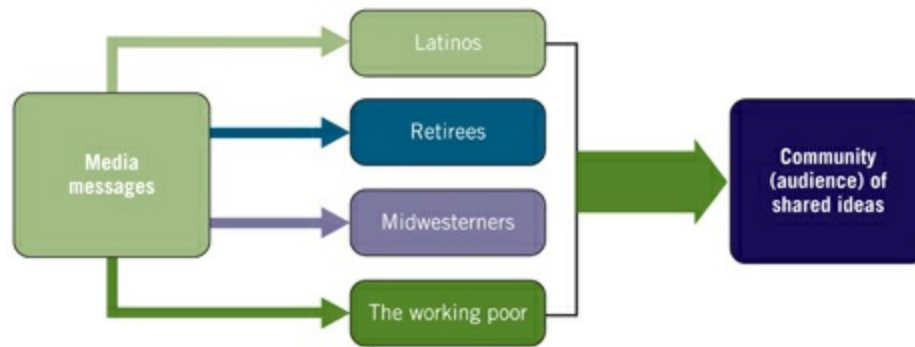 Media
messages
Latinos
Retirees
Midwesterners
The working poor
Community
(audience) of
shared ideas